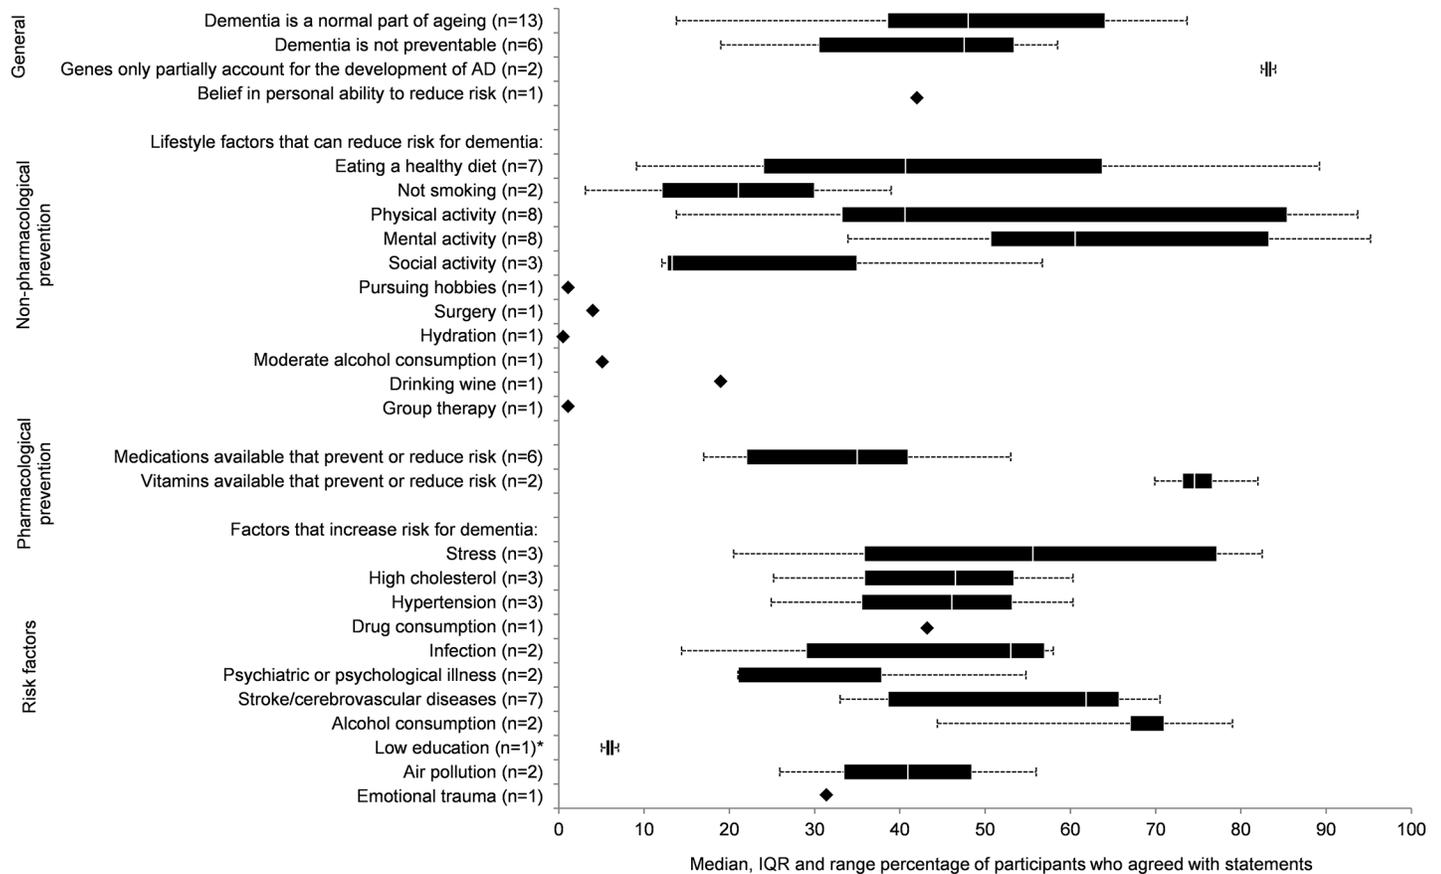 General
Dementia is a normal part of ageing (n=13)
Dementia is not preventable (n=6)
Genes only partially account for the development of AD (n=2)
Belief in personal ability to reduce risk (n=1)
Non-pharmacological
prevention
Lifestyle factors that can reduce risk for dementia:
Eating a healthy diet (n=7)
Not smoking (n=2)
Physical activity (n=8)
Mental activity (n=8)
Social activity (n=3)
Pursuing hobbies (n=1)
Surgery (n=1)
Hydration (n=1)
Moderate alcohol consumption (n=1)
Drinking wine (n=1)
Group therapy (n=1)
Pharmacological
prevention
Medications available that prevent or reduce risk (n=6)
Vitamins available that prevent or reduce risk (n=2)
Risk factors
Factors that increase risk for dementia:
Stress (n=3)
High cholesterol (n=3)
Hypertension (n=3)
Drug consumption (n=1)
Infection (n=2)
Psychiatric or psychological illness (n=2)
Stroke/cerebrovascular diseases (n=7)
Alcohol consumption (n=2)
Low education (n=1)*
Air pollution (n=2)
Emotional trauma (n=1)
0 10 20 30 40 50 60 70 80 90 100
Median, IQR and range percentage of participants who agreed with statements